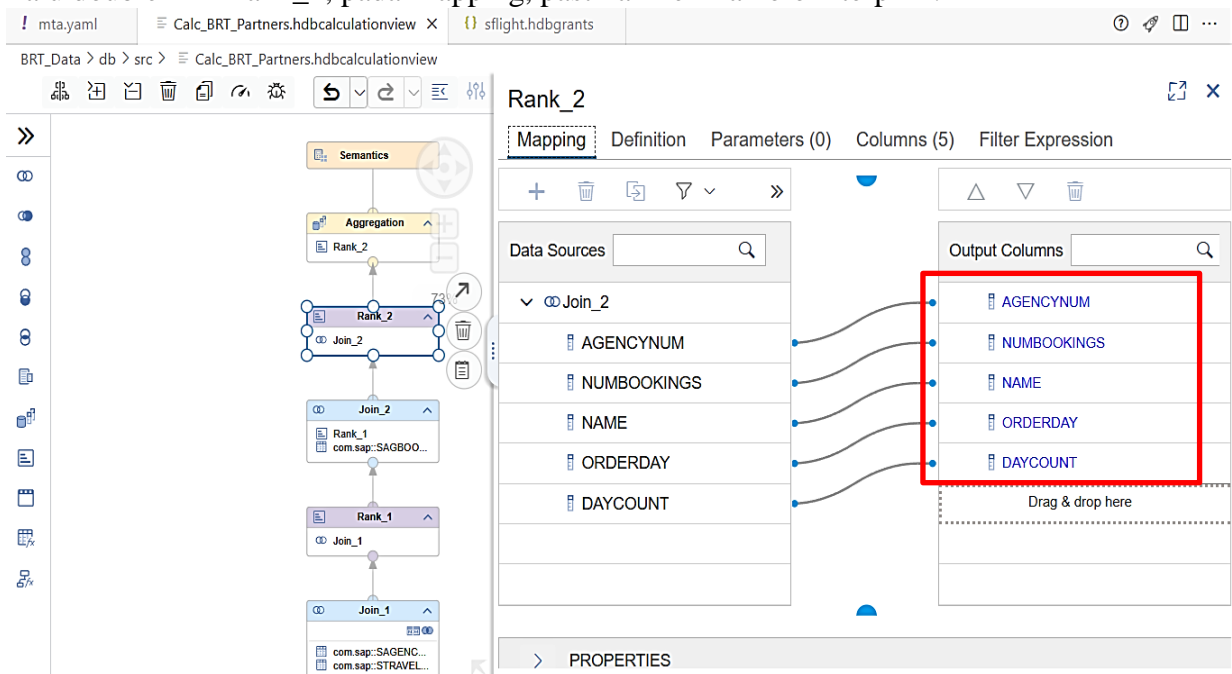 ! mta.yaml
Calc_BRT_Partners.hdbcalculationview ×
{} sflight.hdbgrants
BRT_Data > db > src > Calc_BRT_Partners.hdbcalculationview
Rank_2
Mapping Definition Parameters (0) Columns (5) Filter Expression
Semantics
Aggregation
Rank_2
Rank_2
Join_2
Join_2
Rank_1
com.sap::SAGBOO...
Rank_1
Join_1
Join_1
com.sap::SAGENC...
com.sap::STRAVEL...
Data Sources
Output Columns
Join_2
AGENCYNUM
NUMBOOKINGS
NAME
ORDERDAY
DAYCOUNT
AGENCYNUM
NUMBOOKINGS
NAME
ORDERDAY
DAYCOUNT
Drag & drop here
PROPERTIES